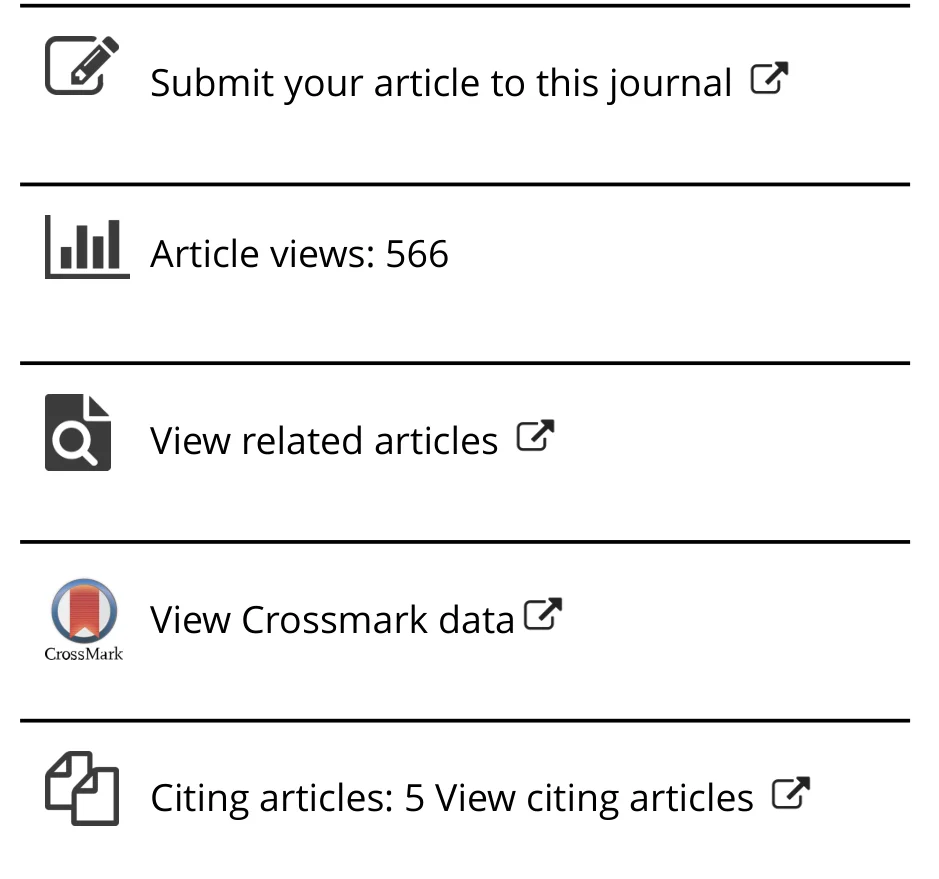 Submit your article to this journal
Article views: 566
View related articles
View Crossmark data
CrossMark
Citing articles: 5 View citing articles